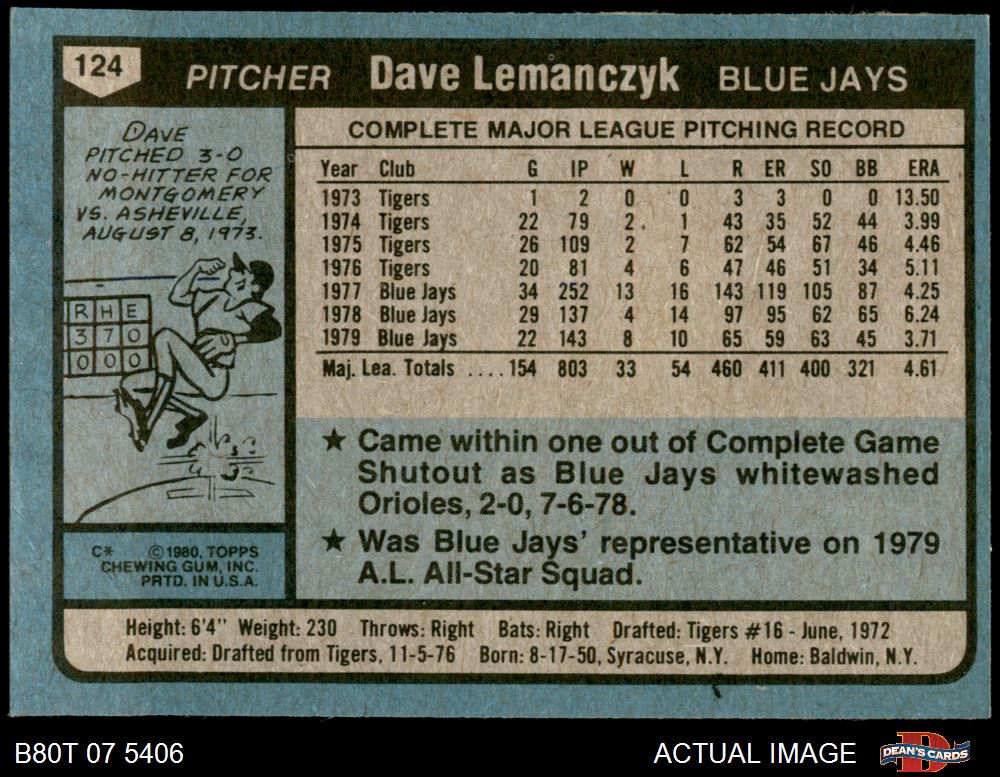 124 PITCHER Dave Lemanczyk BLUE JAYS
DAVE
PITCHED 3-0
NO-HITTER FOR
MONTGOMERY
VS. ASHEVILLE,
AUGUST 8, 1973.
R H E
3 7 0
0 0 0
C* ©1980, TOPPS
CHEWING GUM, INC.
PRTD. IN U.S.A.
COMPLETE MAJOR LEAGUE PITCHING RECORD
Year Club G IP W L R ER SO BB ERA
1973 Tigers 1 2 0 0 3 3 0 0 13.50
1974 Tigers 22 79 2 1 43 35 52 44 3.99
1975 Tigers 26 109 2 7 62 54 67 46 4.46
1976 Tigers 20 81 4 6 47 46 51 34 5.11
1977 Blue Jays 34 252 13 16 143 119 105 87 4.25
1978 Blue Jays 29 137 4 14 97 95 62 65 6.24
1979 Blue Jays 22 143 8 10 65 59 63 45 3.71
Maj. Lea. Totals ....154 803 33 54 460 411 400 321 4.61
★ Came within one out of Complete Game
Shutout as Blue Jays whitewashed
Orioles, 2-0, 7-6-78.
★ Was Blue Jays' representative on 1979
A.L. All-Star Squad.
Height: 6'4" Weight: 230 Throws: Right Bats: Right Drafted: Tigers #16 - June, 1972
Acquired: Drafted from Tigers, 11-5-76 Born: 8-17-50, Syracuse, N.Y. Home: Baldwin, N.Y.
B80T 07 5406 ACTUAL IMAGE DEAN'S CARDS